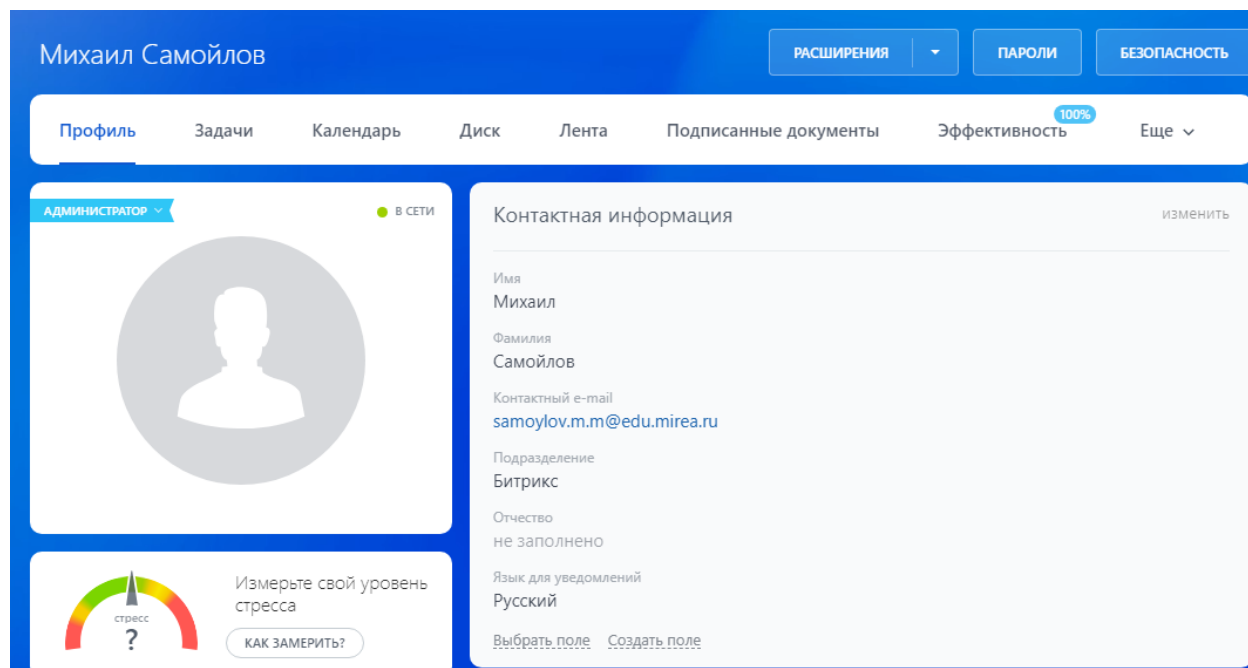 Михаил Самойлов
РАСШИРЕНИЯ
ПАРОЛИ
БЕЗОПАСНОСТЬ
Профиль
Задачи
Календарь
Диск
Лента
Подписанные документы
Эффективность
100%
Еще
АДМИНИСТРАТОР
В СЕТИ
Контактная информация
изменить
Имя
Михаил
Фамилия
Самойлов
Контактный e-mail
samoylov.m.m@edu.mirea.ru
Подразделение
Битрикс
Отчество
не заполнено
Язык для уведомлений
Русский
Выбрать поле
Создать поле
стресс
?
Измерьте свой уровень
стресса
КАК ЗАМЕРИТЬ?